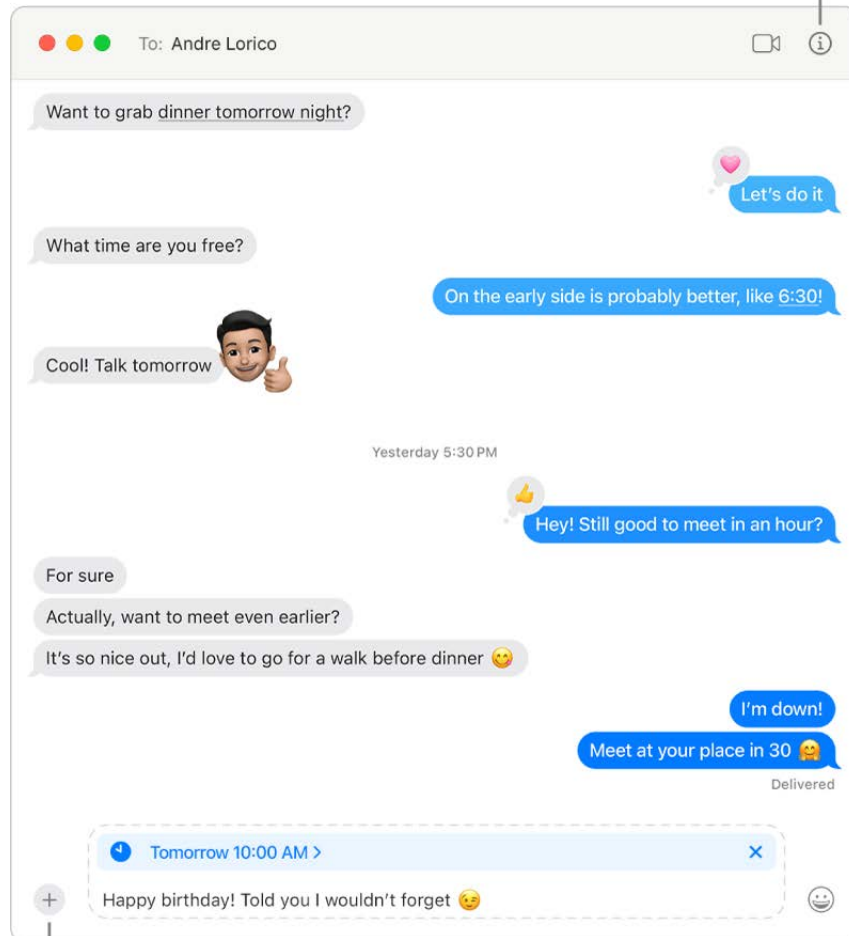 To: Andre Lorico
Want to grab dinner tomorrow night?
Let's do it
What time are you free?
On the early side is probably better, like 6:30!
Cool! Talk tomorrow
Yesterday 5:30 PM
Hey! Still good to meet in an hour?
For sure
Actually, want to meet even earlier?
It's so nice out, I'd love to go for a walk before dinner 😋
I'm down!
Meet at your place in 30 🤗
Delivered
Tomorrow 10:00 AM >
Happy birthday! Told you I wouldn't forget 😉